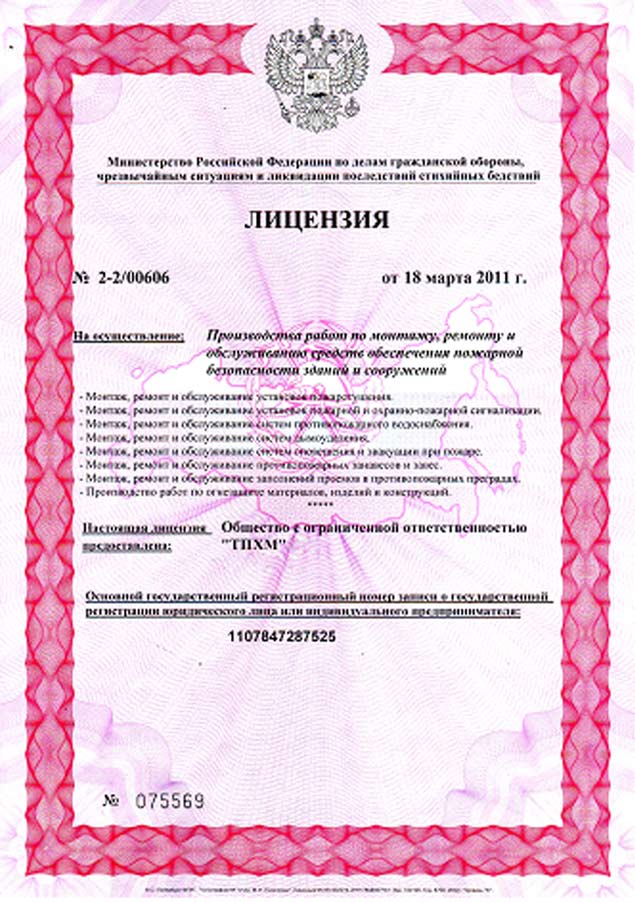 Министерство Российской Федерации по делам гражданской обороны,
чрезвычайным ситуациям и ликвидации последствий стихийных бедствий
ЛИЦЕНЗИЯ
№ 2-2/00606 от 18 марта 2011 г.
На осуществление: Производства работ по монтажу, ремонту и
обслуживанию средств обеспечения пожарной
безопасности зданий и сооружений
- Монтаж, ремонт и обслуживание установок пожаротушения.
- Монтаж, ремонт и обслуживание установок пожарной и охранно-пожарной сигнализации.
- Монтаж, ремонт и обслуживание систем противопожарного водоснабжения.
- Монтаж, ремонт и обслуживание систем дымоудаления.
- Монтаж, ремонт и обслуживание систем оповещения и эвакуации при пожаре.
- Монтаж, ремонт и обслуживание противопожарных занавесов и завес.
- Монтаж, ремонт и обслуживание заполнений проемов в противопожарных преградах.
- Производство работ по огнезащите материалов, изделий и конструкций.
*****
Настоящая лицензия Общество с ограниченной ответственностью
предоставлена: "ТПХМ"
Основной государственный регистрационный номер записи о государственной
регистрации юридического лица или индивидуального предпринимателя:
1107847287525
№ 075569